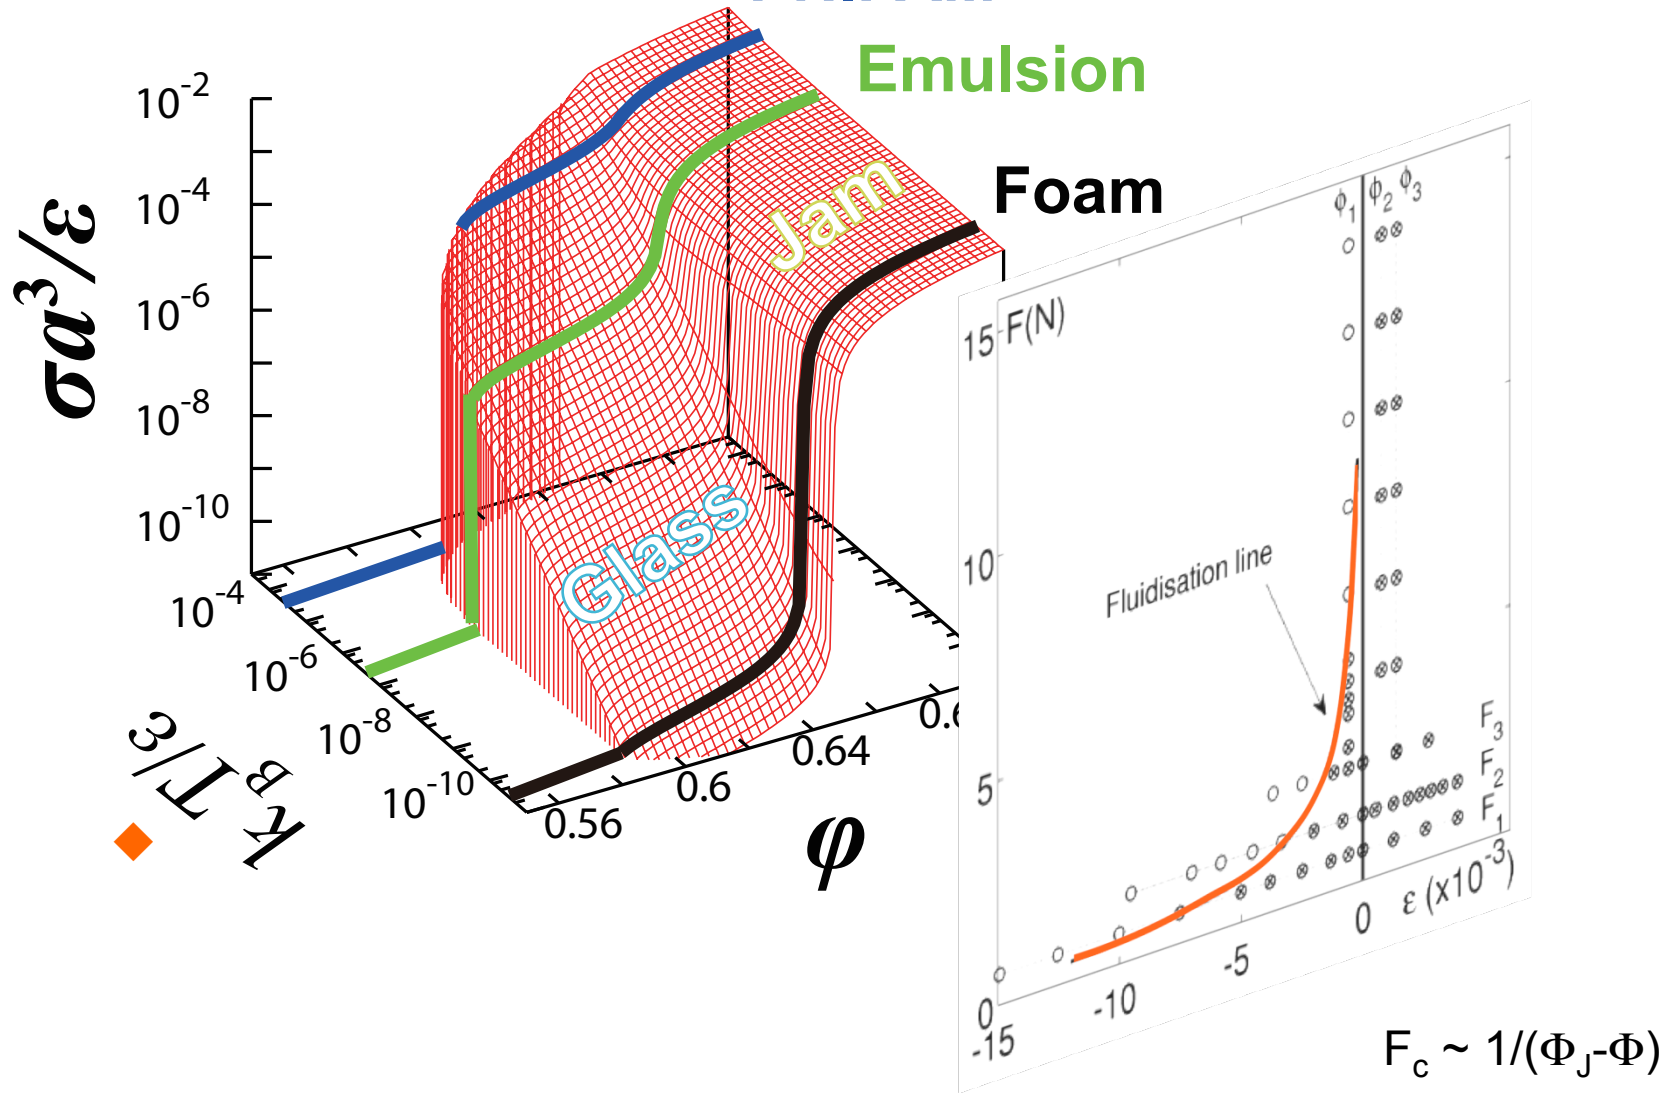 Emulsion
Foam
Jam
Glass
σa³/ε
10⁻²
10⁻⁴
10⁻⁶
10⁻⁸
10⁻¹⁰
10⁻⁴
10⁻⁶
10⁻⁸
10⁻¹⁰
k_B T/ε
0.56
0.6
0.64
φ
F(N)
15
10
5
0
ϕ₁ ϕ₂ ϕ₃
Fluidisation line
F₃
F₂
F₁
-15
-10
-5
0
ε (x10⁻³)
F_c ~ 1/(Φ_J-Φ)